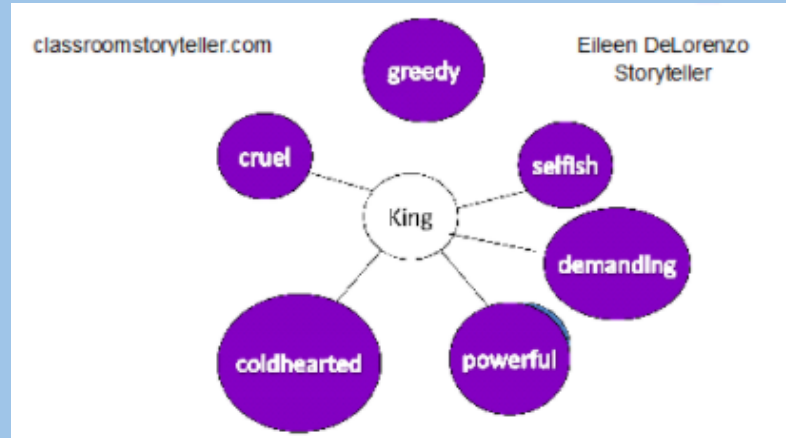 classroomstoryteller.com
Eileen DeLorenzo
Storyteller
greedy
cruel
selfish
King
demanding
coldhearted
powerful